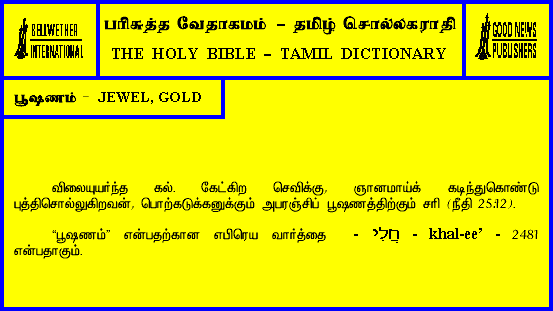 BELLWETHER
INTERNATIONAL
பரிசுத்த வேதாகமம் – தமிழ் சொல்லகராதி
THE HOLY BIBLE – TAMIL DICTIONARY
GOOD NEWS
PUBLISHERS
பூஷணம் – JEWEL, GOLD
விலையுயர்ந்த கல். கேட்கிற செவிக்கு, ஞானமாய்க் கடிந்துகொண்டு
புத்திசொல்லுகிறவன், பொற்கடுக்கனுக்கும் அபரஞ்சிப் பூஷணத்திற்கும் சரி (நீதி 25:12).
“பூஷணம்” என்பதற்கான எபிரெய வார்த்தை - חֲלִי - khal-ee’ - 2481
என்பதாகும்.